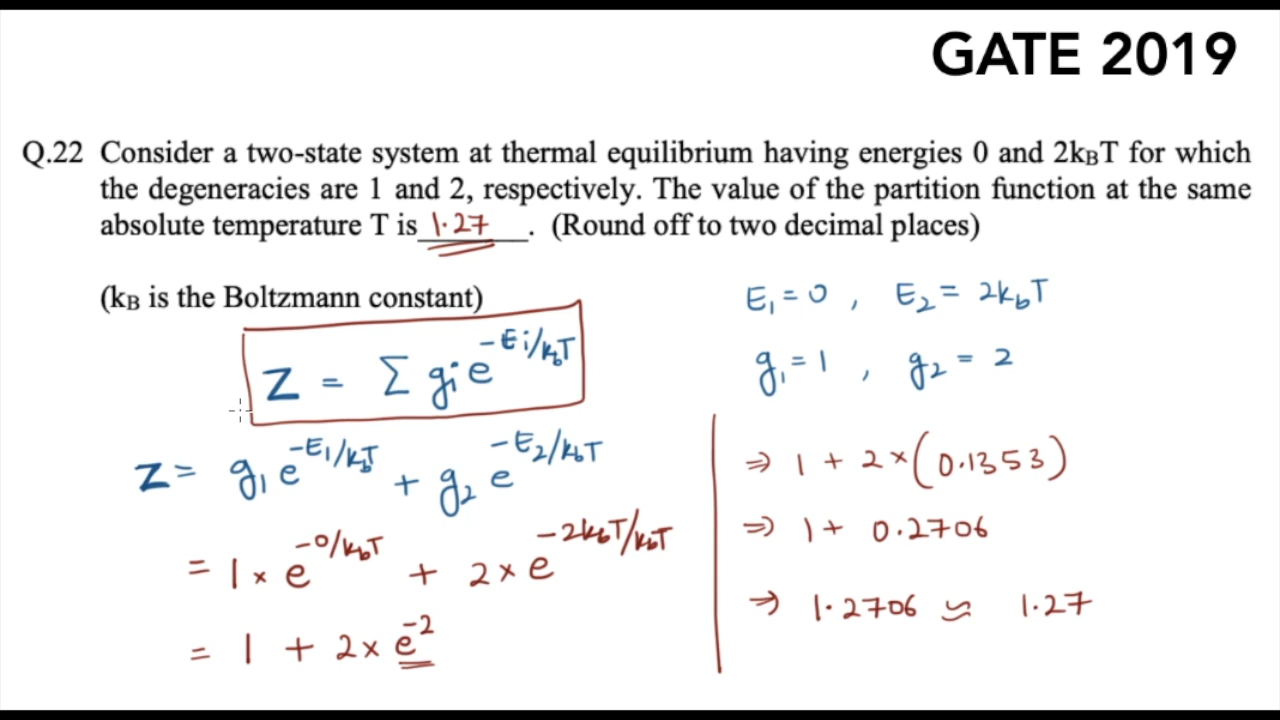 GATE 2019
Q.22 Consider a two-state system at thermal equilibrium having energies 0 and 2kBT for which
the degeneracies are 1 and 2, respectively. The value of the partition function at the same
absolute temperature T is 1.27. (Round off to two decimal places)
(kB is the Boltzmann constant)
Z = Σ gi e^-Ei/kbT
Z = g1 e^-E1/kbT + g2 e^-E2/kbT
= 1 × e^-0/kbT + 2 × e^-2kbT/kbT
= 1 + 2 × e^-2
E1 = 0 , E2 = 2kbT
g1 = 1 , g2 = 2
⇒ 1 + 2 × (0.1353)
⇒ 1 + 0.2706
⇒ 1.2706 ≈ 1.27